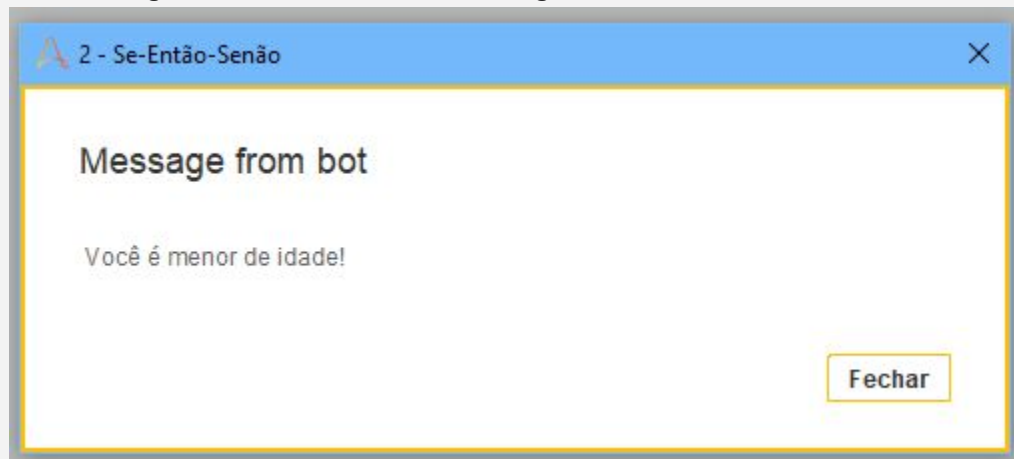 2 - Se-Então-Senão
Message from bot
Você é menor de idade!
Fechar